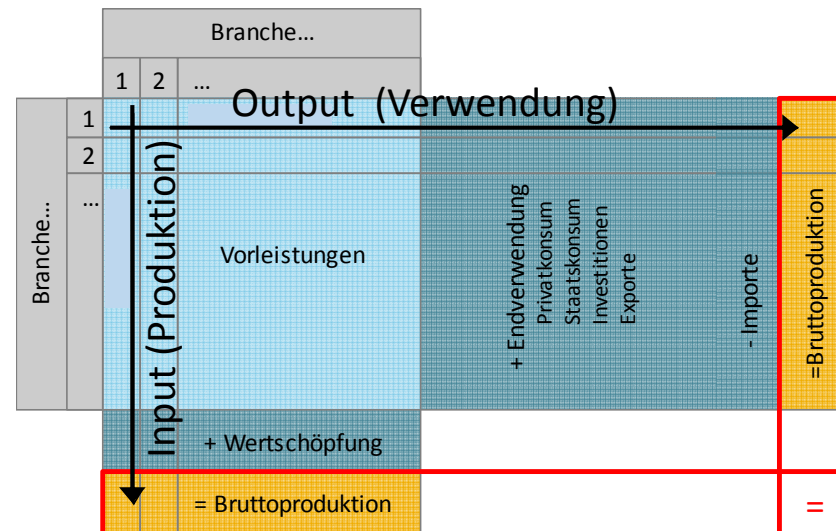 Branche...
1 2 ...
Output (Verwendung)
Branche...
1
2
...
Input (Produktion)
Vorleistungen
+ Endverwendung
Privatkonsum
Staatskonsum
Investitionen
Exporte
- Importe
=Bruttoproduktion
+ Wertschöpfung
= Bruttoproduktion
=